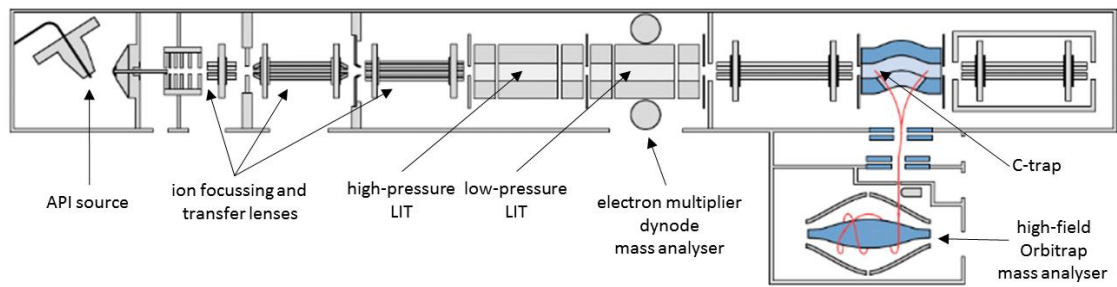 API source
ion focussing and
transfer lenses
high-pressure
LIT
low-pressure
LIT
electron multiplier
dynode
mass analyser
C-trap
high-field
Orbitrap
mass analyser